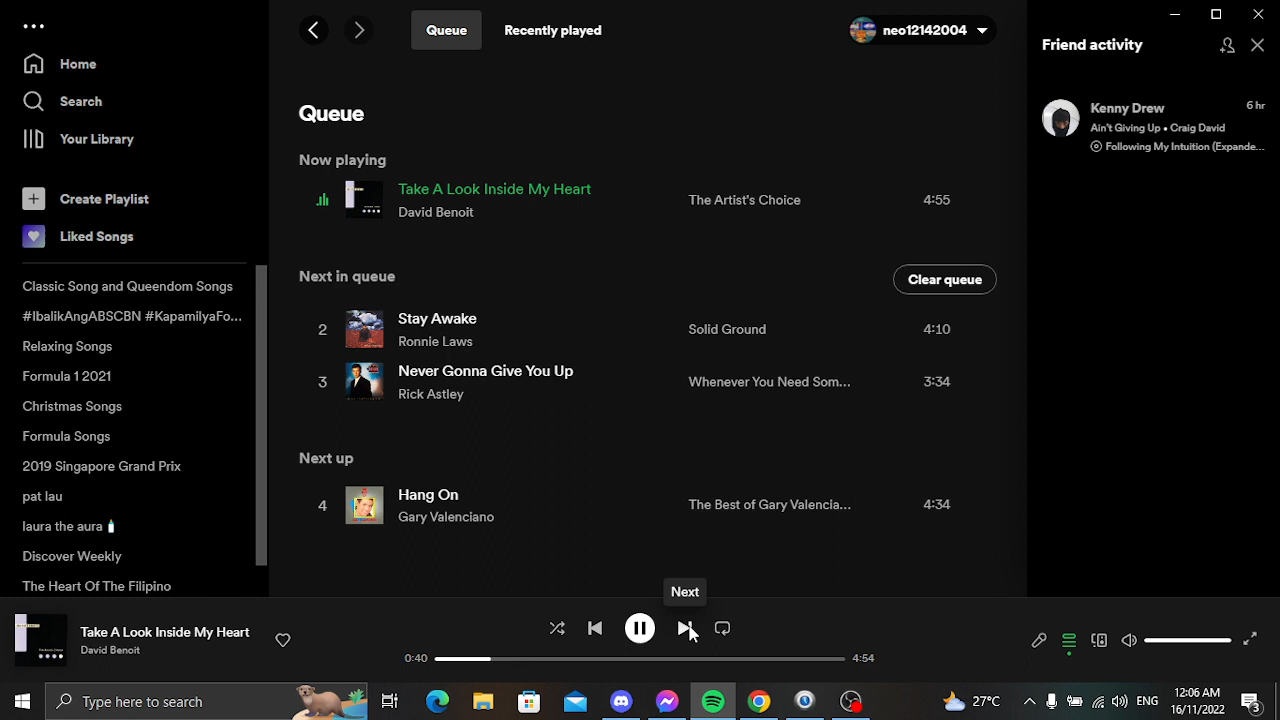 Queue
Recently played
neo12142004
Friend activity
Home
Search
Your Library
Create Playlist
Liked Songs
Classic Song and Queendom Songs
#IbalikAngABSCBN #KapamilyaFo...
Relaxing Songs
Formula 1 2021
Christmas Songs
Formula Songs
2019 Singapore Grand Prix
pat lau
laura the aura
Discover Weekly
The Heart Of The Filipino
Queue
Now playing
Take A Look Inside My Heart
David Benoit
The Artist's Choice
4:55
Next in queue
Clear queue
2
Stay Awake
Ronnie Laws
Solid Ground
4:10
3
Never Gonna Give You Up
Rick Astley
Whenever You Need Som...
3:34
Next up
4
Hang On
Gary Valenciano
The Best of Gary Valencia...
4:34
Kenny Drew
6 hr
Ain't Giving Up • Craig David
Following My Intuition (Expande...
Next
Take A Look Inside My Heart
David Benoit
0:40
4:54
Type here to search
27°C
ENG
12:06 AM
16/11/2022
3